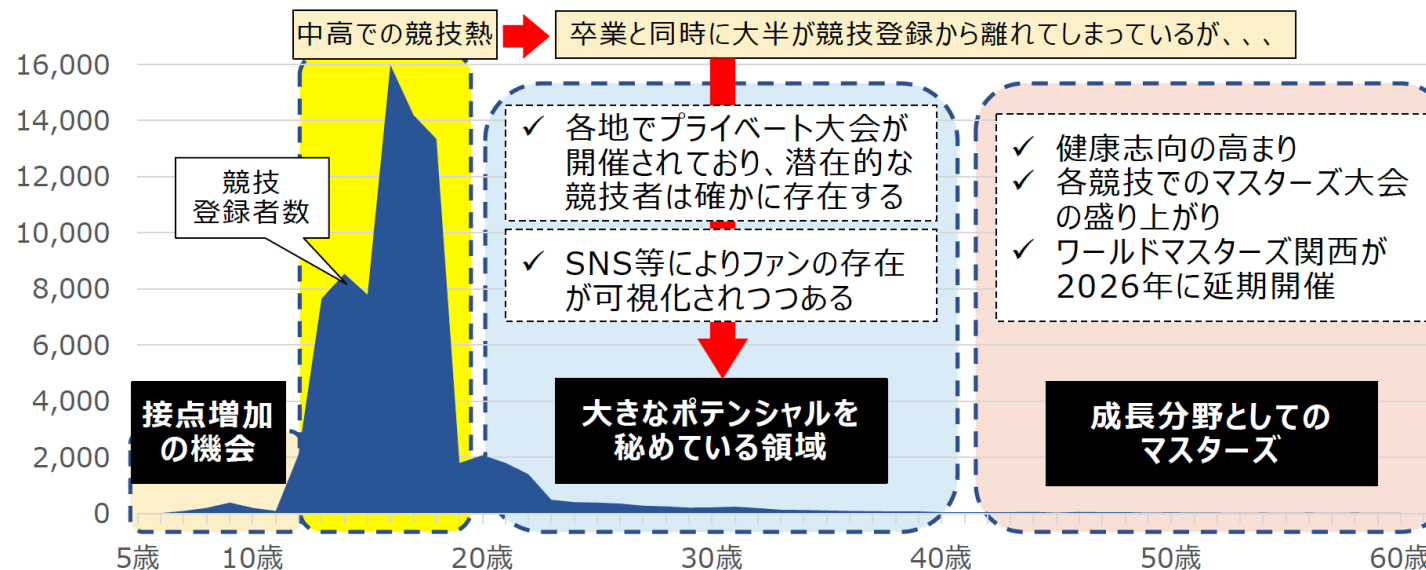 中高での競技熱
卒業と同時に大半が競技登録から離れてしまっているが、、、
16,000
14,000
12,000
10,000
8,000
6,000
4,000
2,000
0
競技
登録者数
✓ 各地でプライベート大会が
開催されており、潜在的な
競技者は確かに存在する
✓ SNS等によりファンの存在
が可視化されつつある
✓ 健康志向の高まり
✓ 各競技でのマスターズ大会
の盛り上がり
✓ ワールドマスターズ関西が
2026年に延期開催
接点増加
の機会
大きなポテンシャルを
秘めている領域
成長分野としての
マスターズ
5歳 10歳 20歳 30歳 40歳 50歳 60歳